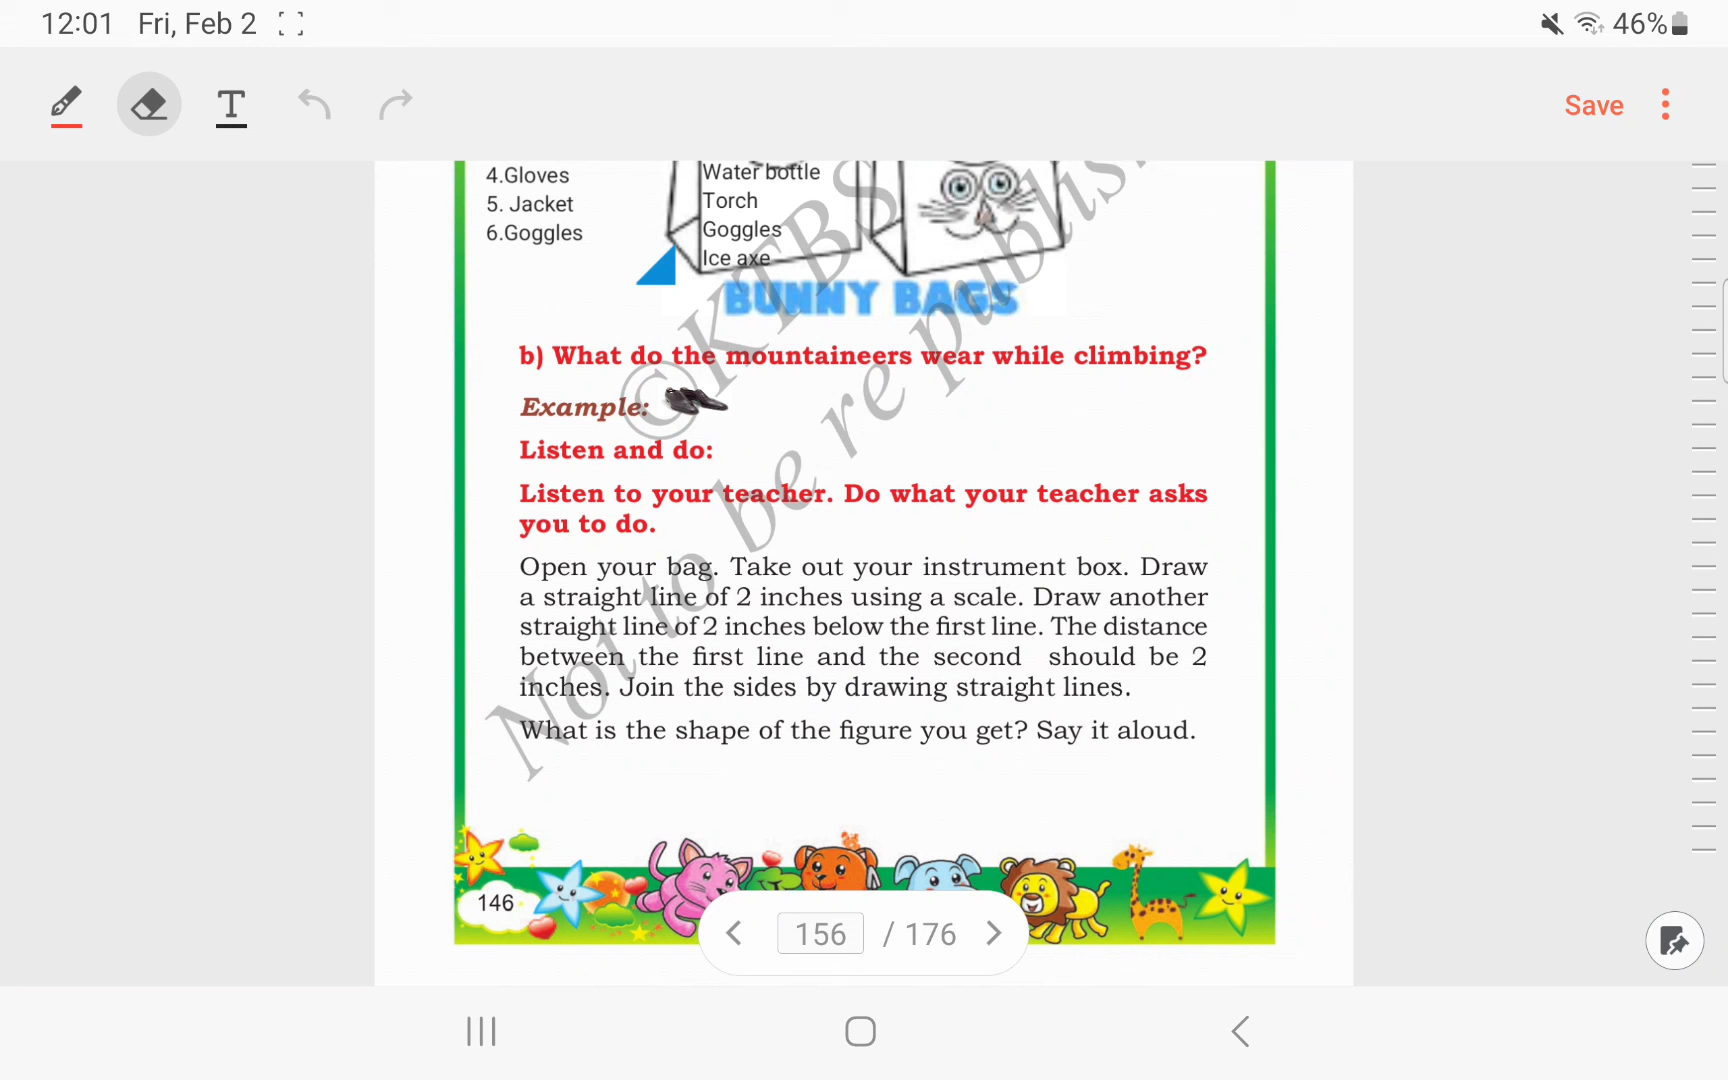 12:01 Fri, Feb 2
46%
Save
4.Gloves
5. Jacket
6.Goggles
Water bottle
Torch
Goggles
Ice axe
BUNNY BAGS
b) What do the mountaineers wear while climbing?
Example:
Listen and do:
Listen to your teacher. Do what your teacher asks
you to do.
Open your bag. Take out your instrument box. Draw
a straight line of 2 inches using a scale. Draw another
straight line of 2 inches below the first line. The distance
between the first line and the second should be 2
inches. Join the sides by drawing straight lines.
What is the shape of the figure you get? Say it aloud.
©KTBS
Not to be re publis
146
156 / 176